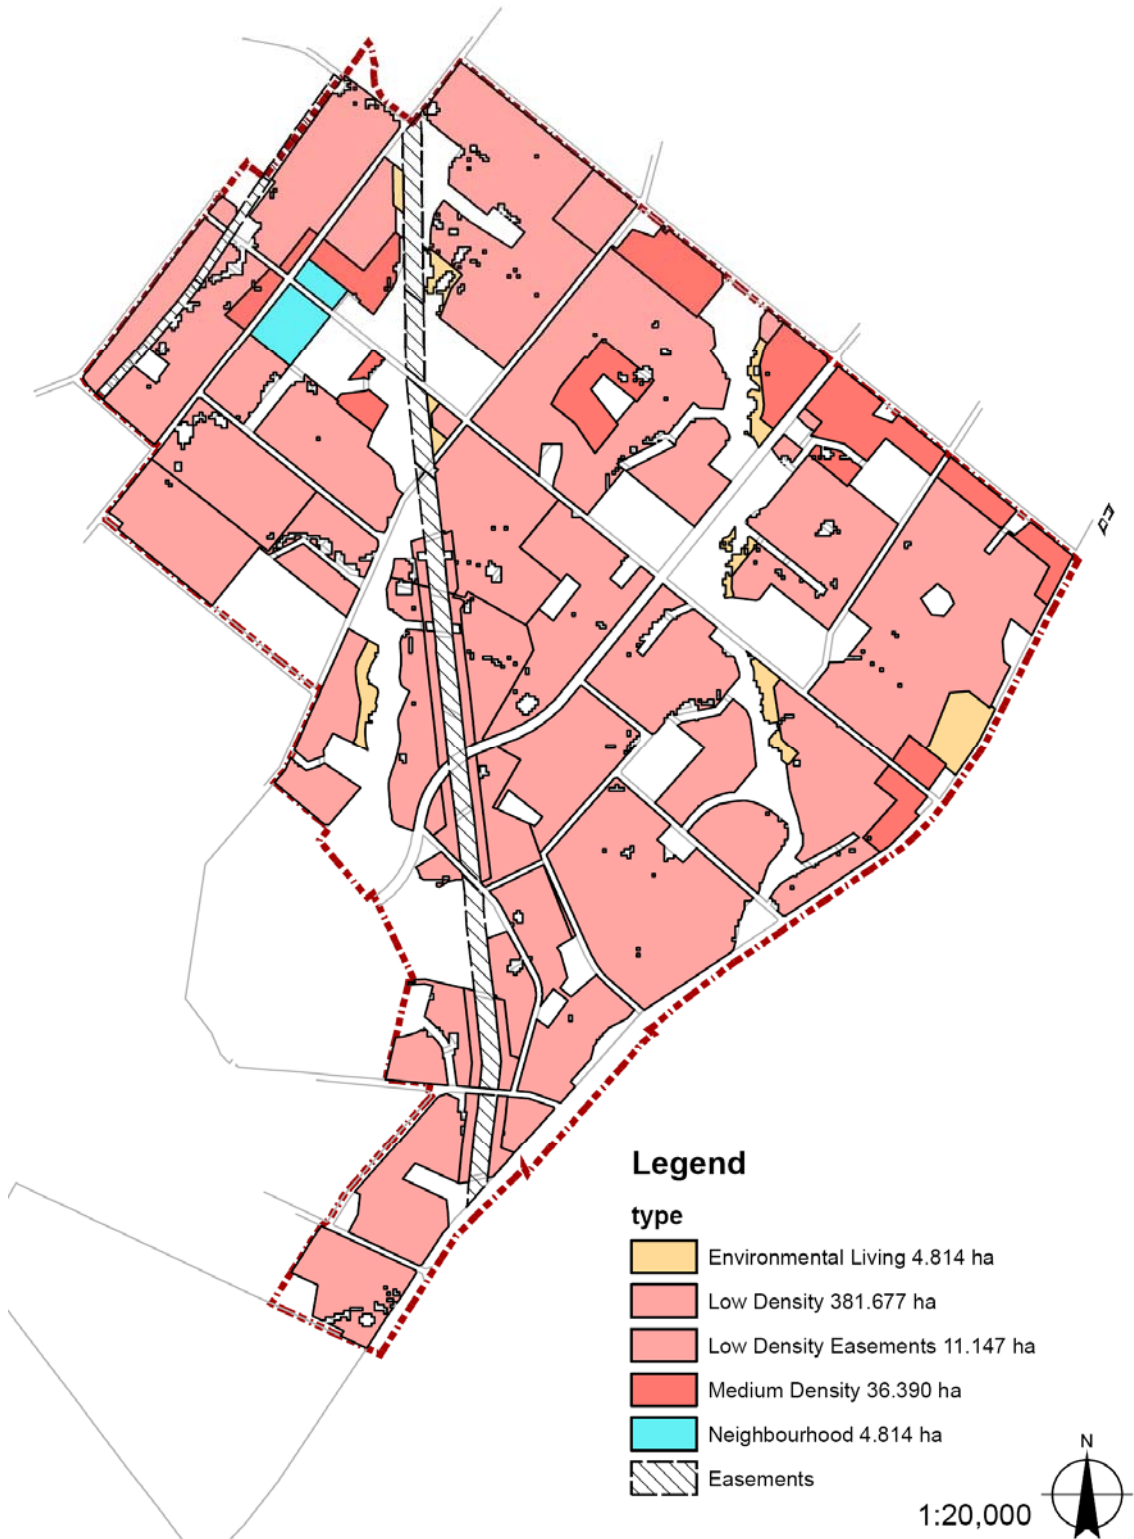 Legend
type
Environmental Living 4.814 ha
Low Density 381.677 ha
Low Density Easements 11.147 ha
Medium Density 36.390 ha
Neighbourhood 4.814 ha
Easements
N
1:20,000